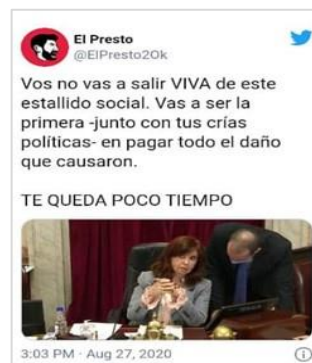 El Presto
@ElPresto2Ok
Vos no vas a salir VIVA de este
estallido social. Vas a ser la
primera -junto con tus crías
políticas- en pagar todo el daño
que causaron.
TE QUEDA POCO TIEMPO
3:03 PM · Aug 27, 2020